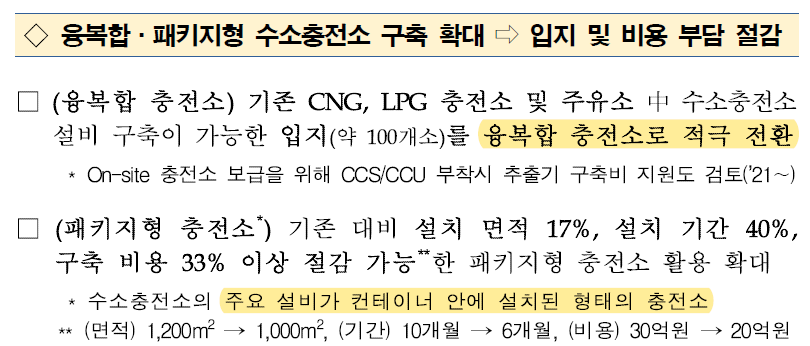 ◇ 융복합·패키지형 수소충전소 구축 확대 ⇨ 입지 및 비용 부담 절감
□ (융복합 충전소) 기존 CNG, LPG 충전소 및 주유소 中 수소충전소
설비 구축이 가능한 입지(약 100개소)를 융복합 충전소로 적극 전환
* On-site 충전소 보급을 위해 CCS/CCU 부착시 추출기 구축비 지원도 검토('21~)
□ (패키지형 충전소*) 기존 대비 설치 면적 17%, 설치 기간 40%,
구축 비용 33% 이상 절감 가능**한 패키지형 충전소 활용 확대
* 수소충전소의 주요 설비가 컨테이너 안에 설치된 형태의 충전소
** (면적) 1,200m² → 1,000m², (기간) 10개월 → 6개월, (비용) 30억원 → 20억원